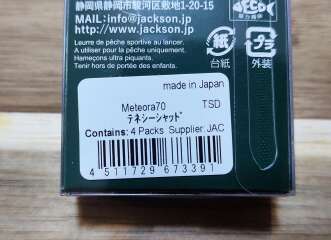 静岡県静岡市駿河区敷地1-20-15
MAIL:info@jackson.jp
http://www.jackson.jp
Leurre de pêche sportive au lancer.
A utiliser pour la pêche uniquement.
Hameçons ultra piquants.
Tenir hors de portée des enfants.
紙
台紙
プラ
外装
made in Japan
Meteora70 TSD
ﾃﾈｼｰｼｬｯﾄﾞ
Contains: 4 Packs Supplier: JAC
4 511729 673391